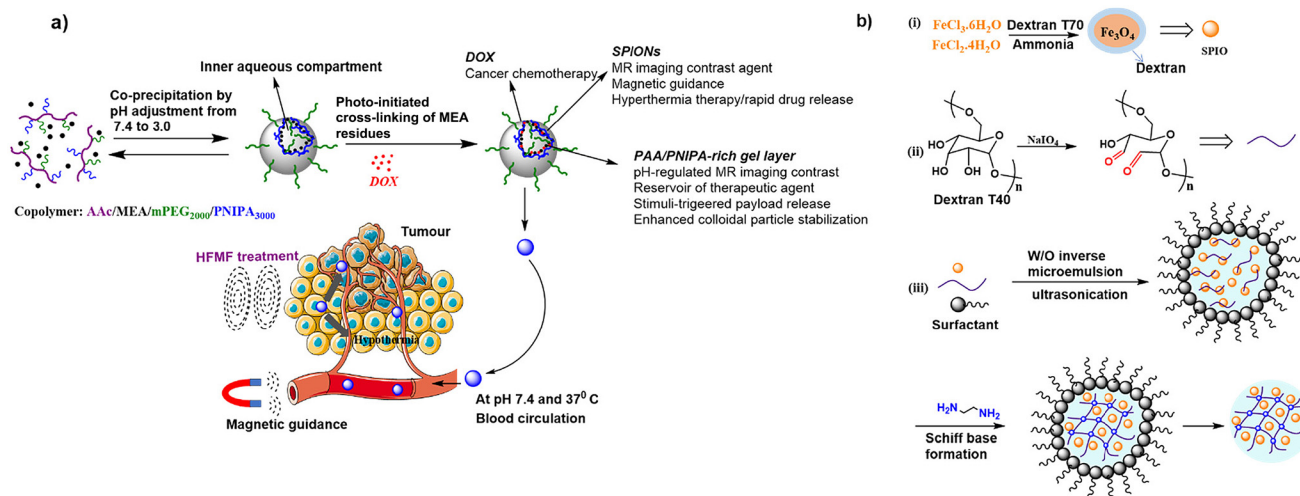 a)
Inner aqueous compartment
Co-precipitation by
pH adjustment from
7.4 to 3.0
Photo-initiated
cross-linking of MEA
residues
DOX
Copolymer: AAc/MEA/mPEG2000/PNIPA3000
DOX
Cancer chemotherapy
SPIONs
MR imaging contrast agent
Magnetic guidance
Hyperthermia therapy/rapid drug release
PAA/PNIPA-rich gel layer
pH-regulated MR imaging contrast
Reservoir of therapeutic agent
Stimuli-trigeered payload release
Enhanced colloidal particle stabilization
Tumour
HFMF treatment
Hypothermia
Magnetic guidance
At pH 7.4 and 37⁰ C
Blood circulation
b)
(i)
FeCl3.6H2O
FeCl2.4H2O
Dextran T70
Ammonia
Fe3O4
Dextran
SPIO
(ii)
O
O
O
HO
HO
OH
n
Dextran T40
NaIO4
O
O
O
HO
O
O
n
(iii)
Surfactant
W/O inverse
microemulsion
ultrasonication
H2N
NH2
Schiff base
formation